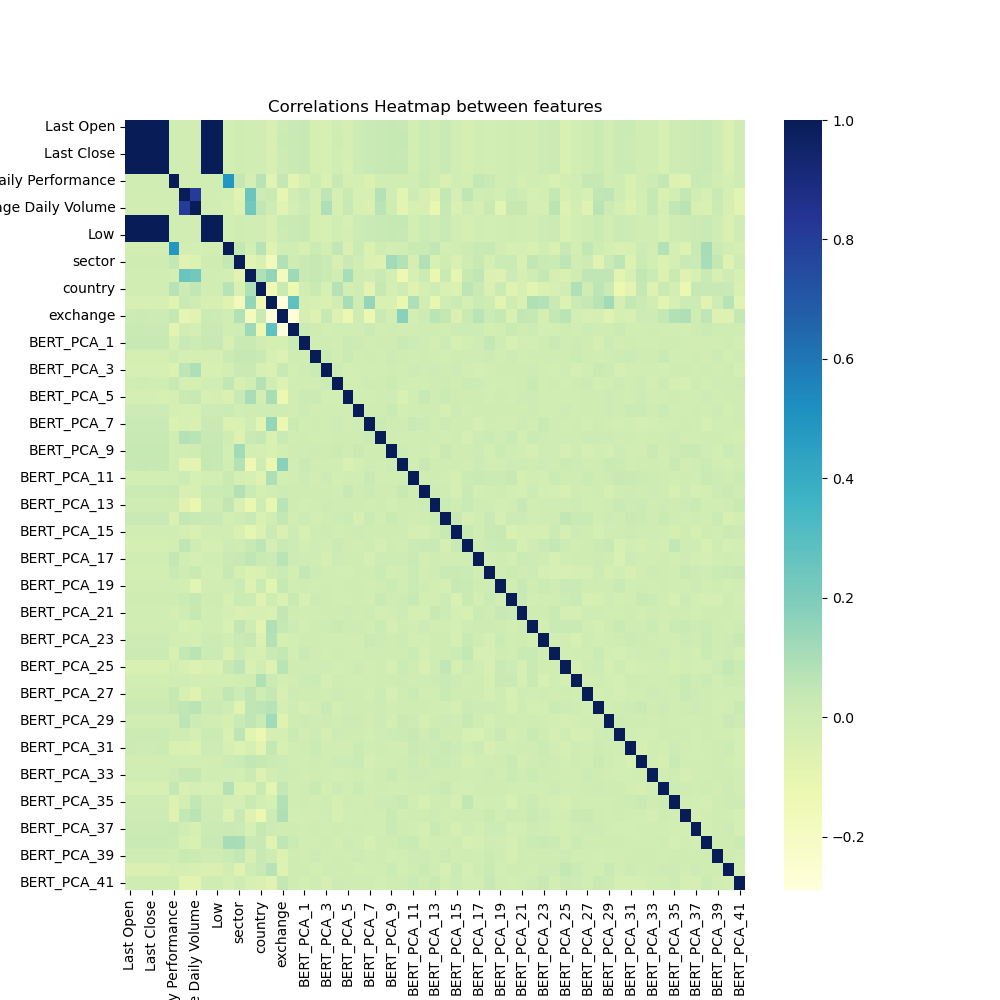 Correlations Heatmap between features
Last Open
Last Close
aily Performance
ge Daily Volume
Low
sector
country
exchange
BERT_PCA_1
BERT_PCA_3
BERT_PCA_5
BERT_PCA_7
BERT_PCA_9
BERT_PCA_11
BERT_PCA_13
BERT_PCA_15
BERT_PCA_17
BERT_PCA_19
BERT_PCA_21
BERT_PCA_23
BERT_PCA_25
BERT_PCA_27
BERT_PCA_29
BERT_PCA_31
BERT_PCA_33
BERT_PCA_35
BERT_PCA_37
BERT_PCA_39
BERT_PCA_41
Last Open
Last Close
y Performance
e Daily Volume
Low
sector
country
exchange
BERT_PCA_1
BERT_PCA_3
BERT_PCA_5
BERT_PCA_7
BERT_PCA_9
BERT_PCA_11
BERT_PCA_13
BERT_PCA_15
BERT_PCA_17
BERT_PCA_19
BERT_PCA_21
BERT_PCA_23
BERT_PCA_25
BERT_PCA_27
BERT_PCA_29
BERT_PCA_31
BERT_PCA_33
BERT_PCA_35
BERT_PCA_37
BERT_PCA_39
BERT_PCA_41
1.0
0.8
0.6
0.4
0.2
0.0
−0.2